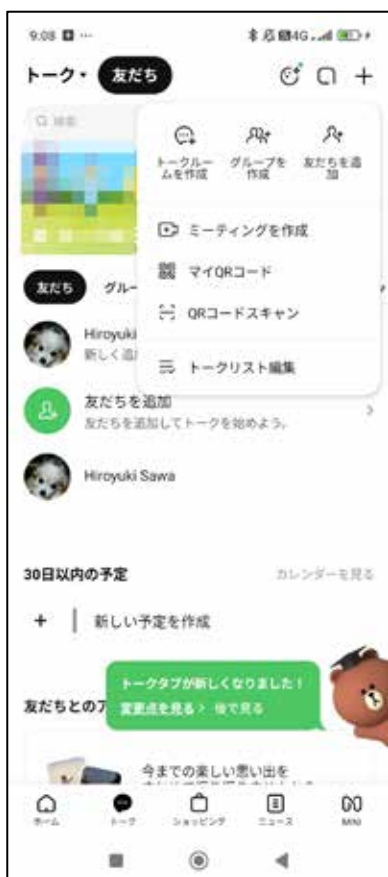 9:08
4G
トーク
友だち
検索
トークルームを作成
グループを作成
友だちを追加
ミーティングを作成
マイQRコード
QRコードスキャン
トークリスト編集
友だち
グルー
Hiroyuki
新しく追
友だちを追加
友だちを追加してトークを始めよう。
Hiroyuki Sawa
30日以内の予定
カレンダーを見る
+ 新しい予定を作成
トークタブが新しくなりました！
変更点を見る > 後で見る
友だちとのア
今までの楽しい思い出を
ホーム
トーク
ショッピング
ニュース
MINI